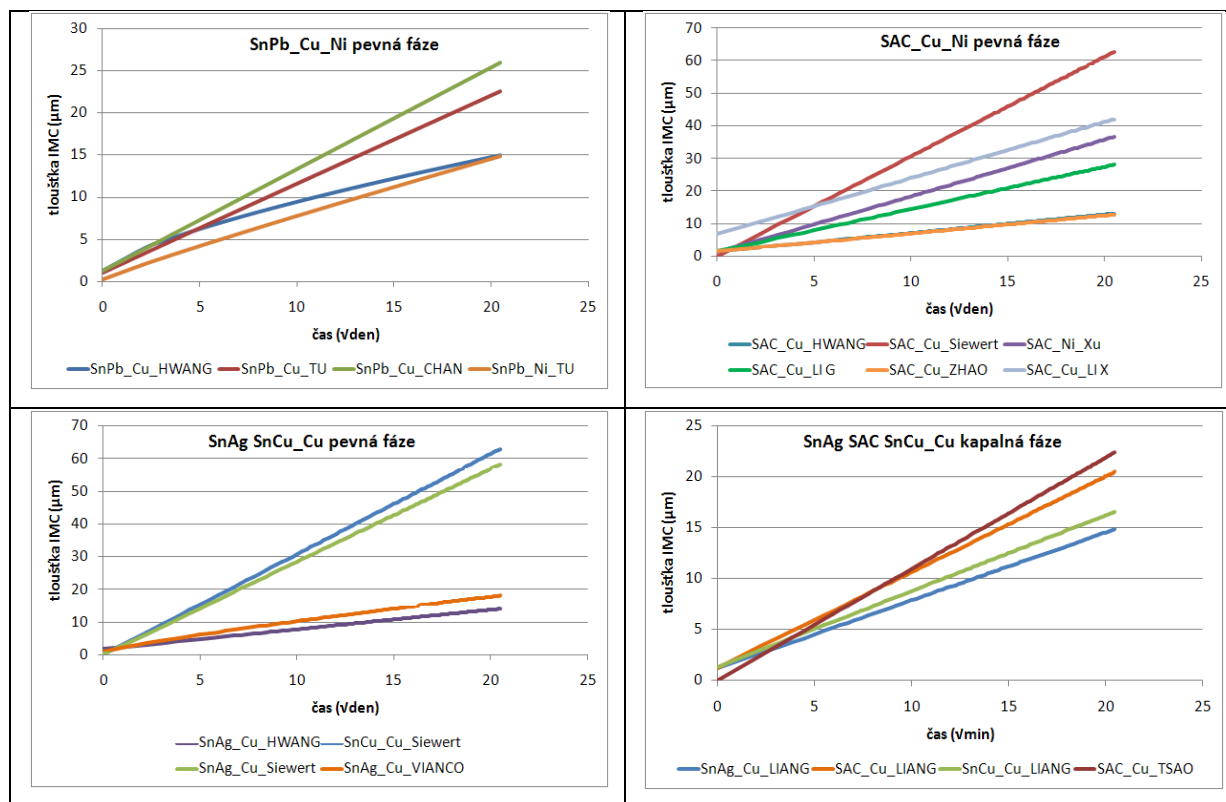 SnPb_Cu_Ni pevná fáze
30
25
20
15
10
5
0
tloušťka IMC (µm)
0 5 10 15 20 25
čas (√den)
SnPb_Cu_HWANG SnPb_Cu_TU SnPb_Cu_CHAN SnPb_Ni_TU
SAC_Cu_Ni pevná fáze
70
60
50
40
30
20
10
0
tloušťka IMC (µm)
0 5 10 15 20 25
čas (√den)
SAC_Cu_HWANG SAC_Cu_Siewert SAC_Ni_Xu
SAC_Cu_LI G SAC_Cu_ZHAO SAC_Cu_LI X
SnAg SnCu_Cu pevná fáze
70
60
50
40
30
20
10
0
tloušťka IMC (µm)
0 5 10 15 20 25
čas (√den)
SnAg_Cu_HWANG SnCu_Cu_Siewert
SnAg_Cu_Siewert SnAg_Cu_VIANCO
SnAg SAC SnCu_Cu kapalná fáze
25
20
15
10
5
0
tloušťka IMC (µm)
0 5 10 15 20 25
čas (√min)
SnAg_Cu_LIANG SAC_Cu_LIANG SnCu_Cu_LIANG SAC_Cu_TSAO